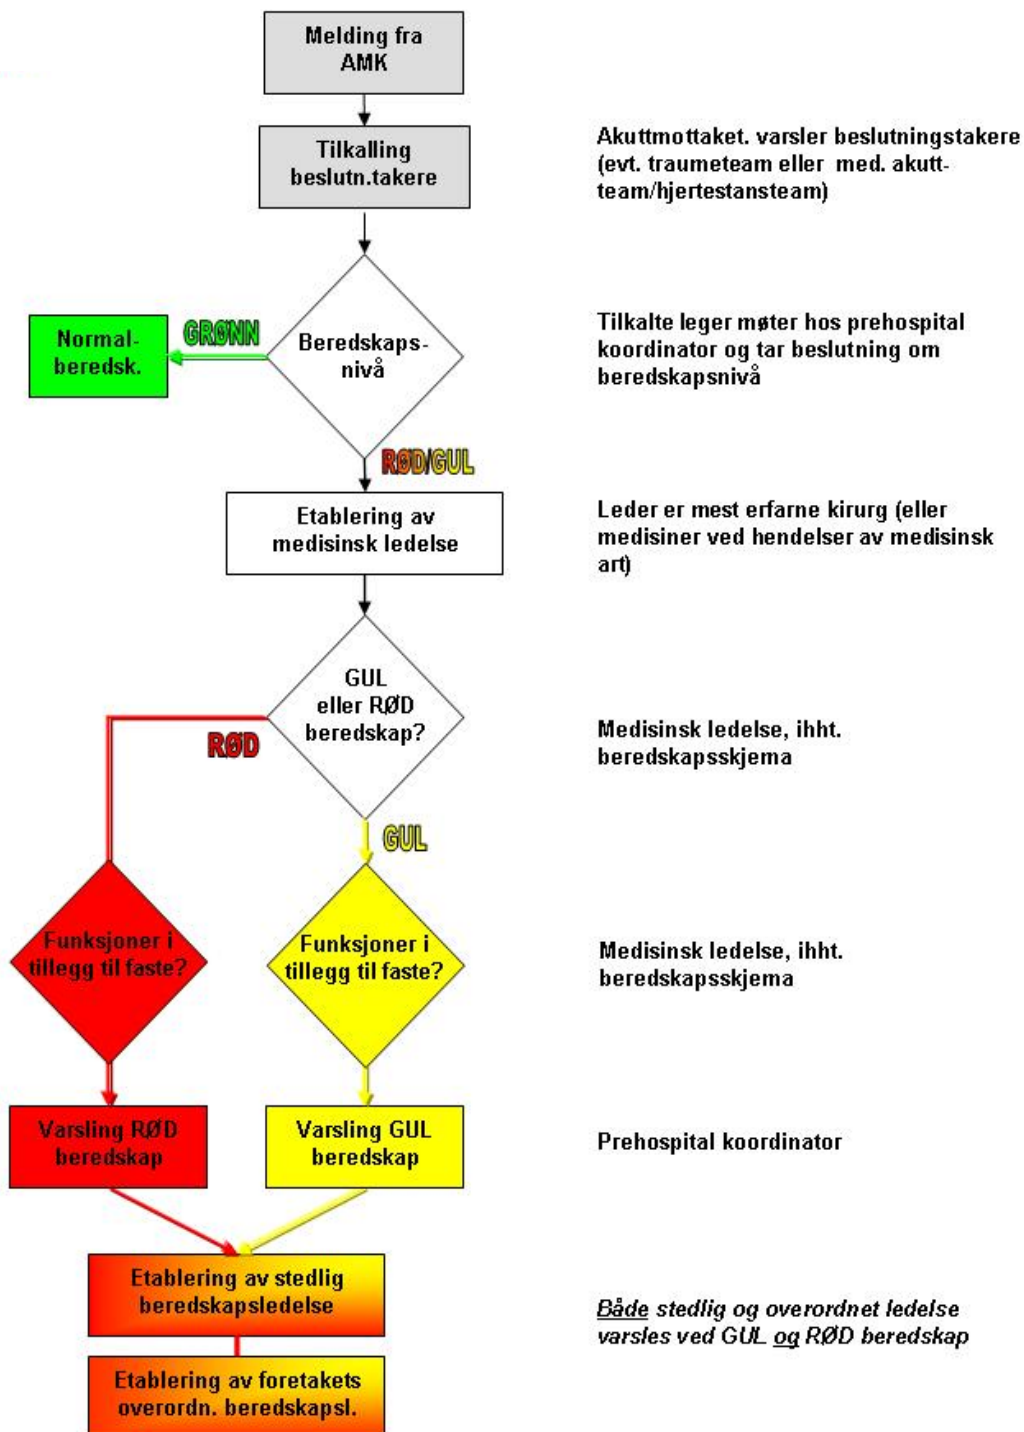 Melding fra
AMK
Tilkalling
beslutn.takere
Akuttmottaket. varsler beslutningstakere
(evt. traumeteam eller med. akutt-
team/hjertestansteam)
Normal-
beredsk.
GRØNN
Beredskaps-
nivå
Tilkalte leger møter hos prehospital
koordinator og tar beslutning om
beredskapsnivå
RØD/GUL
Etablering av
medisinsk ledelse
Leder er mest erfarne kirurg (eller
medisiner ved hendelser av medisinsk
art)
GUL
eller RØD
beredskap?
RØD
Medisinsk ledelse, ihht.
beredskapsskjema
GUL
Funksjoner i
tillegg til faste?
Funksjoner i
tillegg til faste?
Medisinsk ledelse, ihht.
beredskapsskjema
Varsling RØD
beredskap
Varsling GUL
beredskap
Prehospital koordinator
Etablering av stedlig
beredskapsledelse
Både stedlig og overordnet ledelse
varsles ved GUL og RØD beredskap
Etablering av foretakets
overordn. beredskapsl.